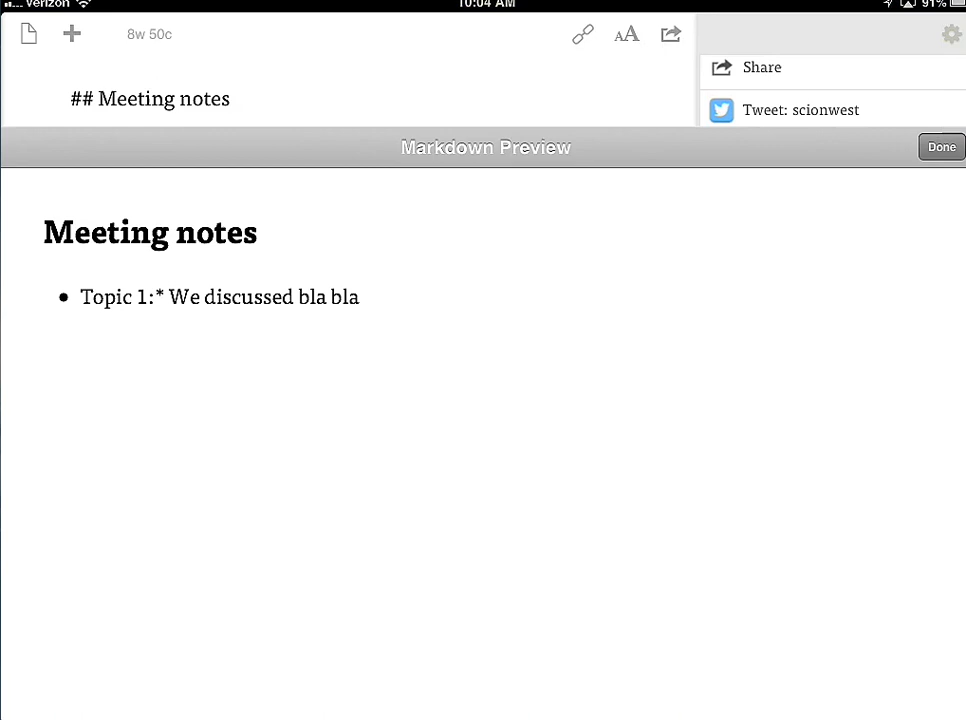 Verizon 10:04 AM 91%
8w 50c
Share
## Meeting notes
Tweet: scionwest
Markdown Preview
Done
Meeting notes
• Topic 1:* We discussed bla bla